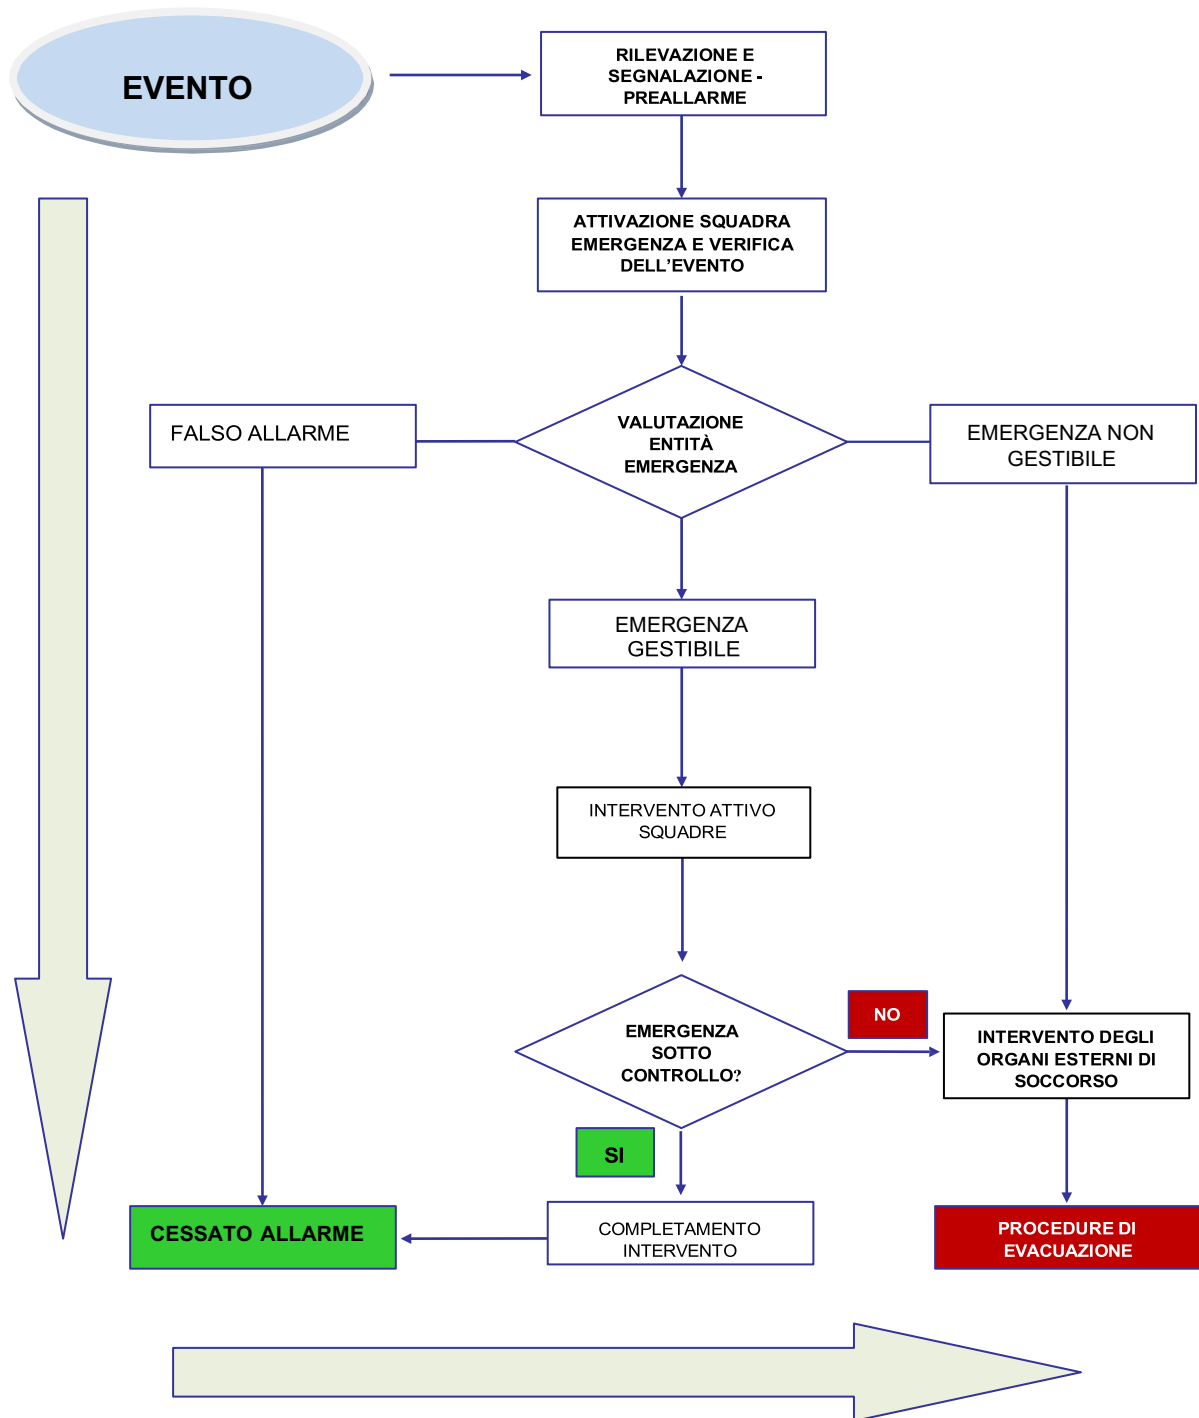 EVENTO
RILEVAZIONE E
SEGNALAZIONE -
PREALLARME
ATTIVAZIONE SQUADRA
EMERGENZA E VERIFICA
DELL'EVENTO
VALUTAZIONE
ENTITÀ
EMERGENZA
FALSO ALLARME
EMERGENZA NON
GESTIBILE
EMERGENZA
GESTIBILE
INTERVENTO ATTIVO
SQUADRE
EMERGENZA
SOTTO
CONTROLLO?
NO
INTERVENTO DEGLI
ORGANI ESTERNI DI
SOCCORSO
SI
CESSATO ALLARME
COMPLETAMENTO
INTERVENTO
PROCEDURE DI
EVACUAZIONE